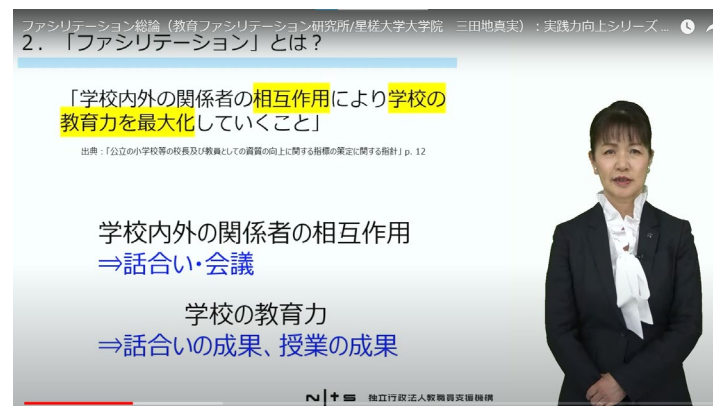 ファシリテーション総論（教育ファシリテーション研究所/星槎大学大学院　三田地真実）：実践力向上シリーズ ...
2．「ファシリテーション」とは？
「学校内外の関係者の相互作用により学校の
教育力を最大化していくこと」
出典：「公立の小学校等の校長及び教員としての資質の向上に関する指標の策定に関する指針」p. 12
学校内外の関係者の相互作用
⇒話合い・会議
学校の教育力
⇒話合いの成果、授業の成果
NITS 独立行政法人教職員支援機構